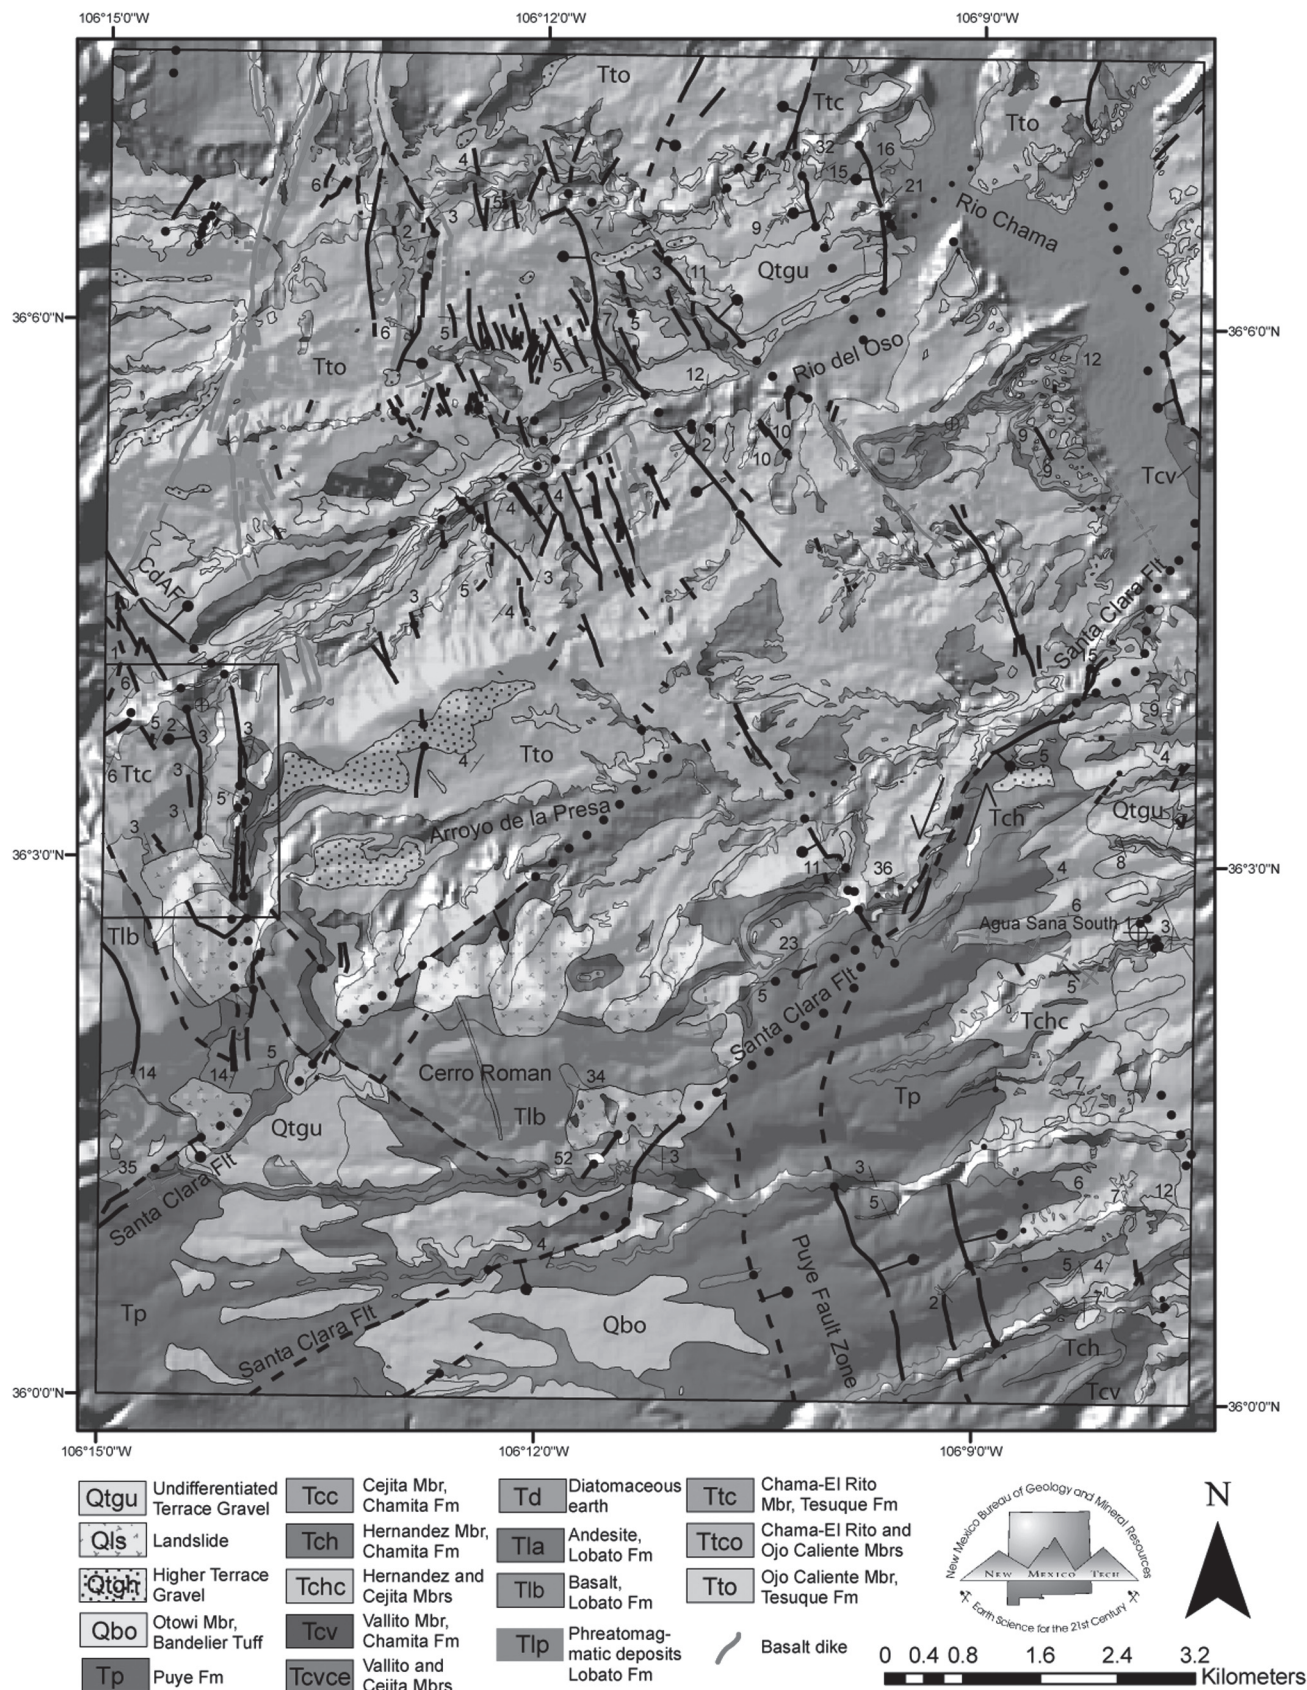 106°15'0"W
106°12'0"W
106°9'0"W
Tto
Ttc
Tto
32
16
4
15
6
21
5
3
Rio Chama
7
2
9
3
11
Qtgu
36°6'0"N
36°6'0"N
6
5
7
5
Rio del Oso
Tto
5
12
12
2
10
10
9
9
Tcv
4
4
CdAF
3
5
3
4
Santa Clara Flt
1
5
6
9
5
2
3
3
Tto
4
5
4
6
Ttc
3
5
Qtgu
3
Arroyo de la Presa
Tch
3
36°3'0"N
36°3'0"N
11
36
4
8
6
Agua Sana South 1
3
Tlb
23
5
5
Santa Clara Flt
Tchc
5
14
14
Cerro Roman
34
7
Tp
Tlb
Qtgu
35
52
3
3
Santa Clara Flt
5
6
7
12
4
5
4
Puye Fault Zone
2
7
Tp
Santa Clara Flt
Qbo
Tch
Tcv
36°0'0"N
36°0'0"N
106°15'0"W
106°12'0"W
106°9'0"W
Qtgu
Undifferentiated
Terrace Gravel
Qls
Landslide
Qtgh
Higher Terrace
Gravel
Qbo
Otowi Mbr,
Bandelier Tuff
Tp
Puye Fm
Tcc
Cejita Mbr,
Chamita Fm
Tch
Hernandez Mbr,
Chamita Fm
Tchc
Hernandez and
Cejita Mbrs
Tcv
Vallito Mbr,
Chamita Fm
Tcvce
Vallito and
Cejita Mbrs
Td
Diatomaceous
earth
Tla
Andesite,
Lobato Fm
Tlb
Basalt,
Lobato Fm
Tlp
Phreatomag-
matic deposits
Lobato Fm
Ttc
Chama-El Rito
Mbr, Tesuque Fm
Ttco
Chama-El Rito and
Ojo Caliente Mbrs
Tto
Ojo Caliente Mbr,
Tesuque Fm
Basalt dike
New Mexico Bureau of Geology and Mineral Resources
New Mexico Tech
Earth Science for the 21st Century
N
0 0.4 0.8 1.6 2.4 3.2
Kilometers